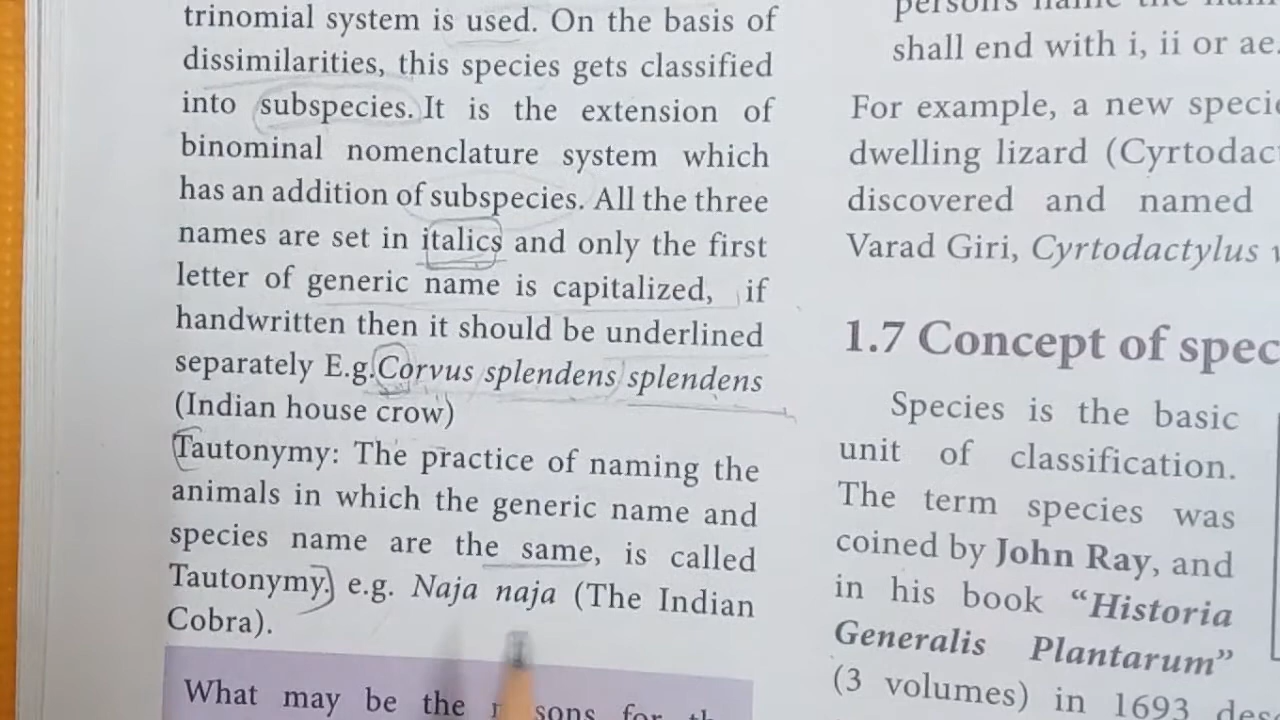 trinomial system is used. On the basis of
dissimilarities, this species gets classified
into subspecies. It is the extension of
binominal nomenclature system which
has an addition of subspecies. All the three
names are set in italics and only the first
letter of generic name is capitalized, if
handwritten then it should be underlined
separately E.g.Corvus splendens splendens
(Indian house crow)
Tautonymy: The practice of naming the
animals in which the generic name and
species name are the same, is called
Tautonymy. e.g. Naja naja (The Indian
Cobra).
What may be the for
shall end with i, ii or ae.
For example, a new
dwelling lizard
discovered and named
Varad Giri, Cyrtodactylus
1.7 Concept of
Species is the basic
unit of classification.
The term species was
coined by John Ray, and
in his book “Historia
Generalis Plantarum”
(3 volumes) in 1693